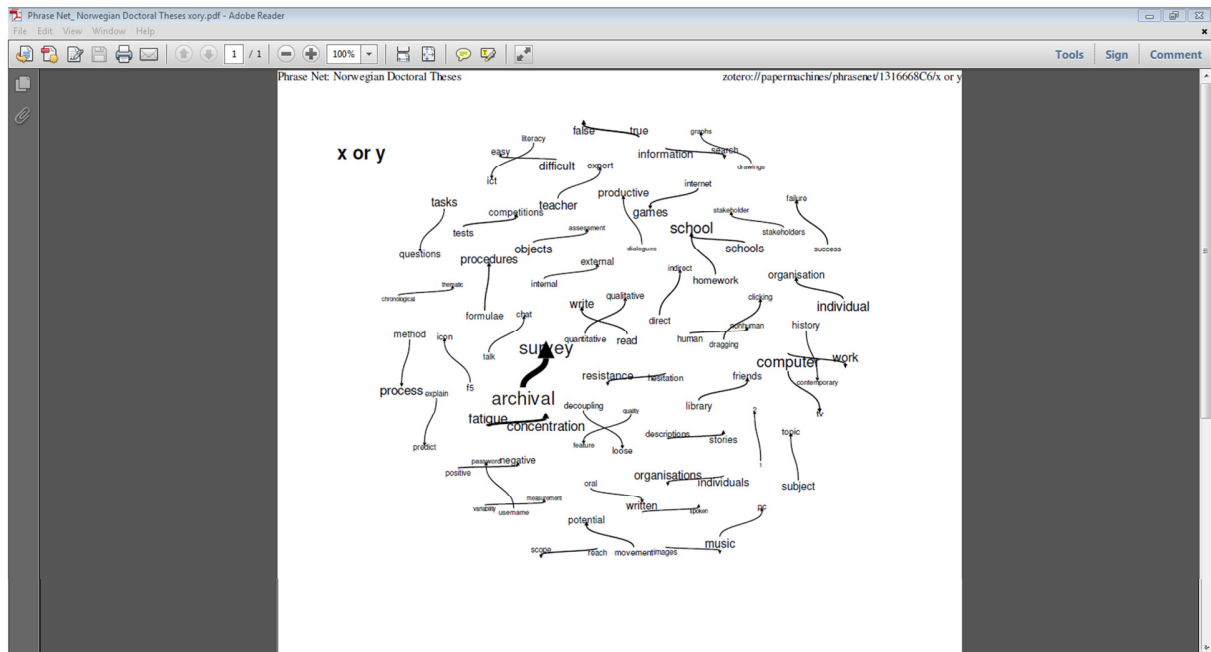 Phrase Net_ Norwegian Doctoral Theses xory.pdf - Adobe Reader
File Edit View Window Help
1 / 1 100% Tools Sign Comment
Phrase Net: Norwegian Doctoral Theses zotero://papermachines/phrasenet/1316668C6/x or y
x or y
false true graphs
literacy
easy information search
difficult export drawings
ict
productive internet
tasks teacher games failure
competitions stakeholder
tests assessment school stakeholders
questions objects dialogues schools success
procedures external indirect organisation
internal homework
thematic qualitative clicking
chronological write individual
formulae chat direct nonhuman history
method icon quantitative read human dragging
talk survey
computer work
process explain f5 resistance hesitation friends contemporary
archival library tv
fatigue decoupling quality 2
concentration descriptions topic
predict feature loose stories
password negative
positive 1
organisations individuals subject
oral
variability measurement written spoken pc
username
potential
scope reach movement images music